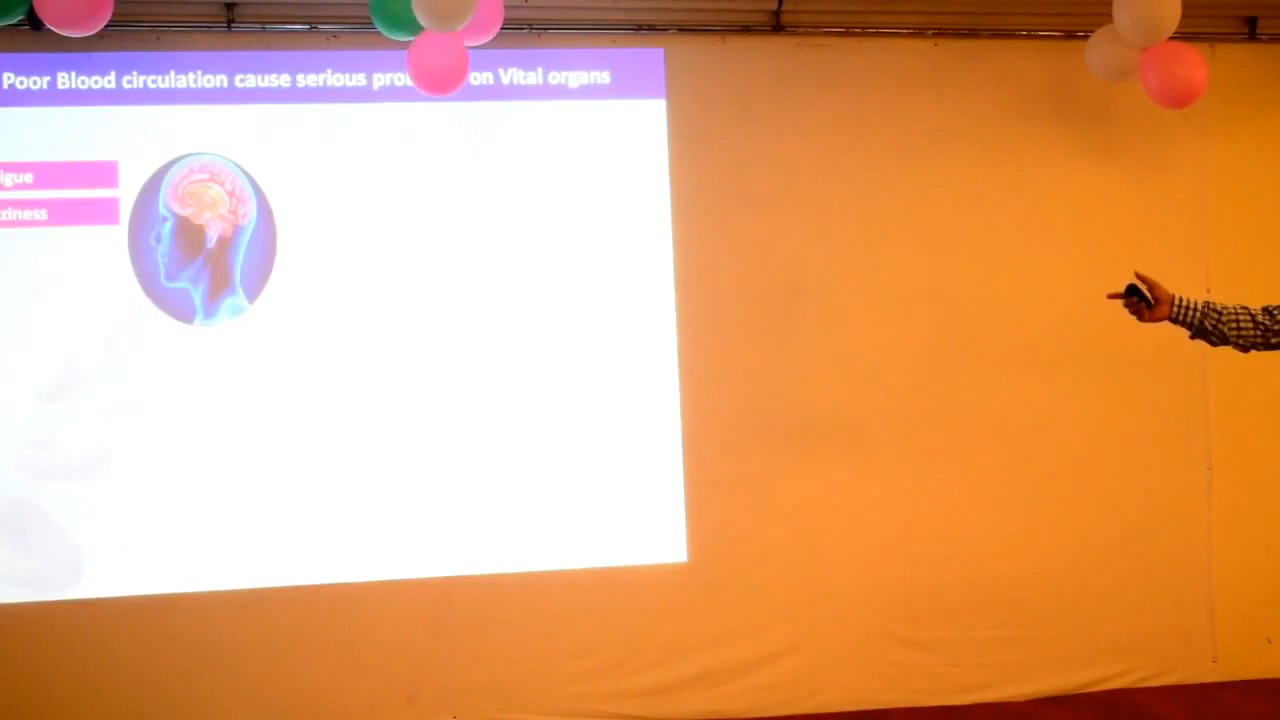 Poor Blood circulation cause serious pro on Vital organs
igue
ziness